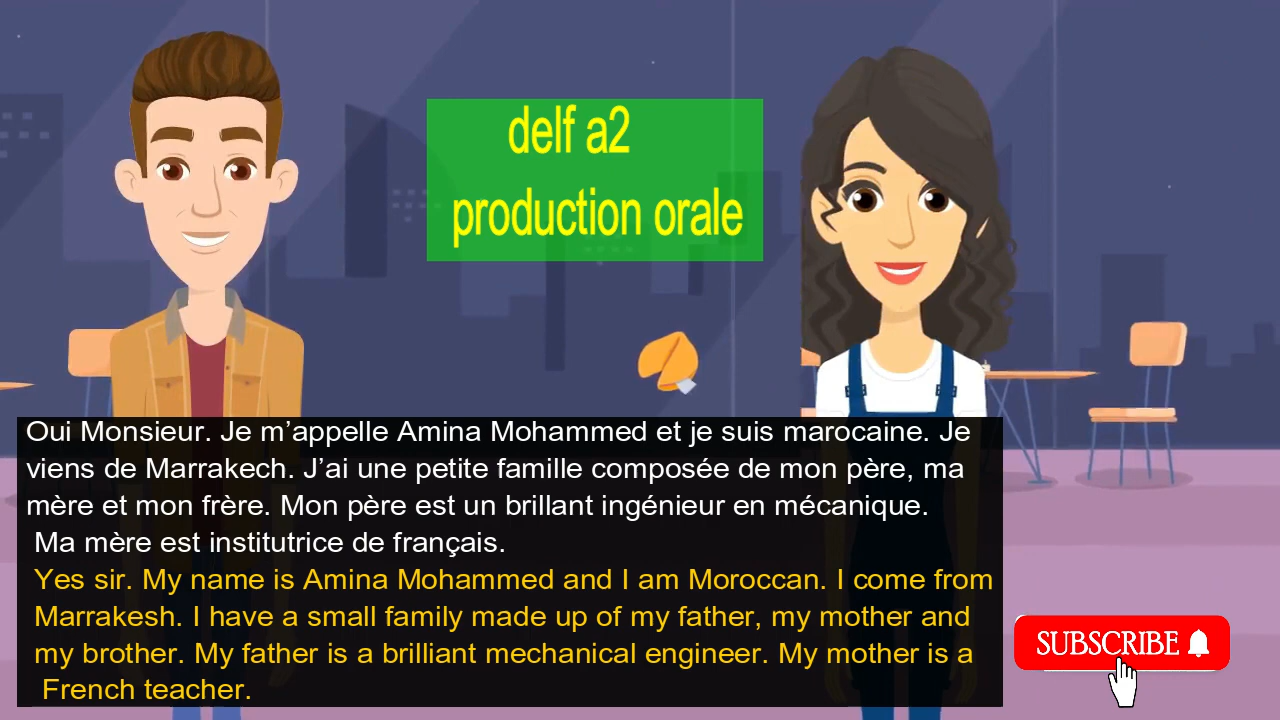 delf a2
production orale
Oui Monsieur. Je m’appelle Amina Mohammed et je suis marocaine. Je
viens de Marrakech. J’ai une petite famille composée de mon père, ma
mère et mon frère. Mon père est un brillant ingénieur en mécanique.
Ma mère est institutrice de français.
Yes sir. My name is Amina Mohammed and I am Moroccan. I come from
Marrakesh. I have a small family made up of my father, my mother and
my brother. My father is a brilliant mechanical engineer. My mother is a
French teacher.
SUBSCRIBE